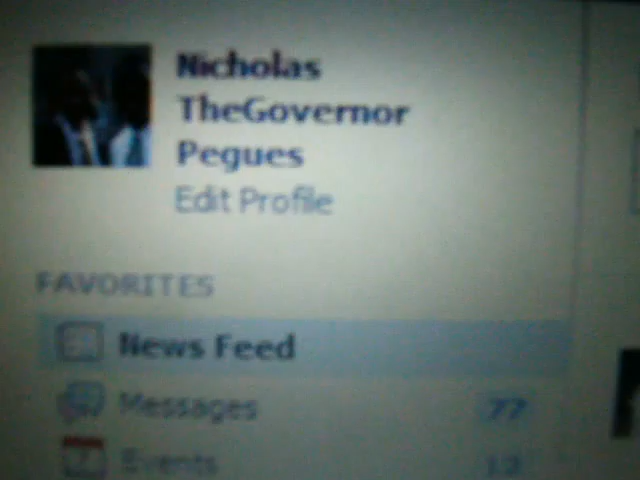 Nicholas
TheGovernor
Pegues
Edit Profile
FAVORITES
News Feed
Messages 77
Events